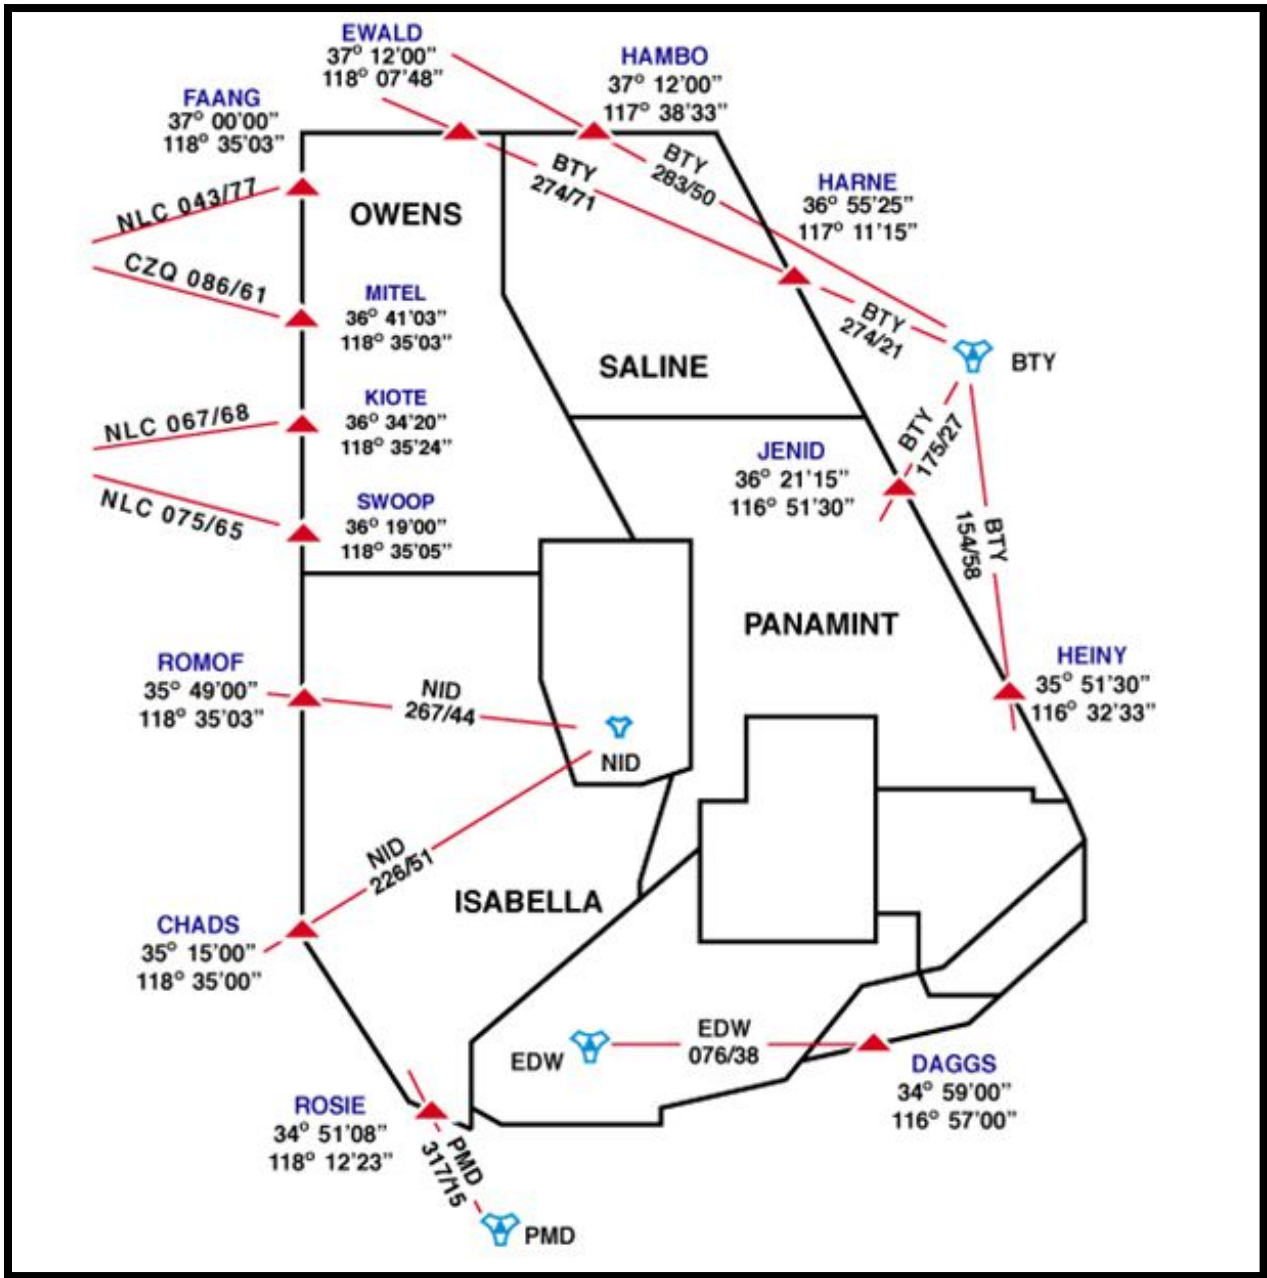 EWALD
37° 12'00”
118° 07'48”
HAMBO
37° 12'00”
117° 38'33”
FAANG
37° 00'00”
118° 35'03”
BTY
283/50
BTY
274/71
HARNE
36° 55'25”
117° 11'15”
NLC 043/77
OWENS
CZQ 086/61
MITEL
36° 41'03”
118° 35'03”
BTY
274/21
BTY
SALINE
KIOTE
36° 34'20”
118° 35'24”
NLC 067/68
BTY
175/27
JENID
36° 21'15”
116° 51'30”
NLC 075/65
SWOOP
36° 19'00”
118° 35'05”
BTY
154/58
PANAMINT
ROMOF
35° 49'00”
118° 35'03”
NID
267/44
HEINY
35° 51'30”
116° 32'33”
NID
NID
226/51
ISABELLA
CHADS
35° 15'00”
118° 35'00”
EDW
EDW
076/38
DAGGS
34° 59'00”
116° 57'00”
ROSIE
34° 51'08”
118° 12'23”
PMD
317/15
PMD